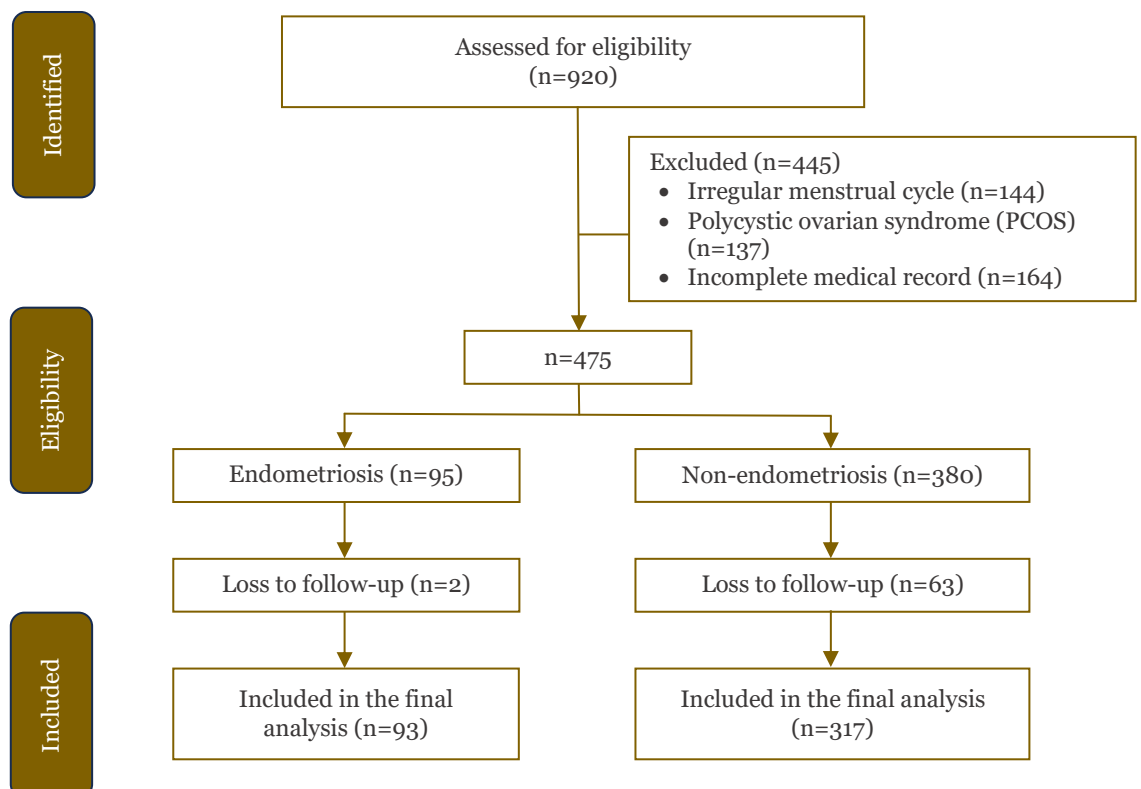 Identified
Assessed for eligibility
(n=920)
Excluded (n=445)
• Irregular menstrual cycle (n=144)
• Polycystic ovarian syndrome (PCOS)
(n=137)
• Incomplete medical record (n=164)
Eligibility
n=475
Endometriosis (n=95)
Non-endometriosis (n=380)
Loss to follow-up (n=2)
Loss to follow-up (n=63)
Included
Included in the final
analysis (n=93)
Included in the final analysis
(n=317)